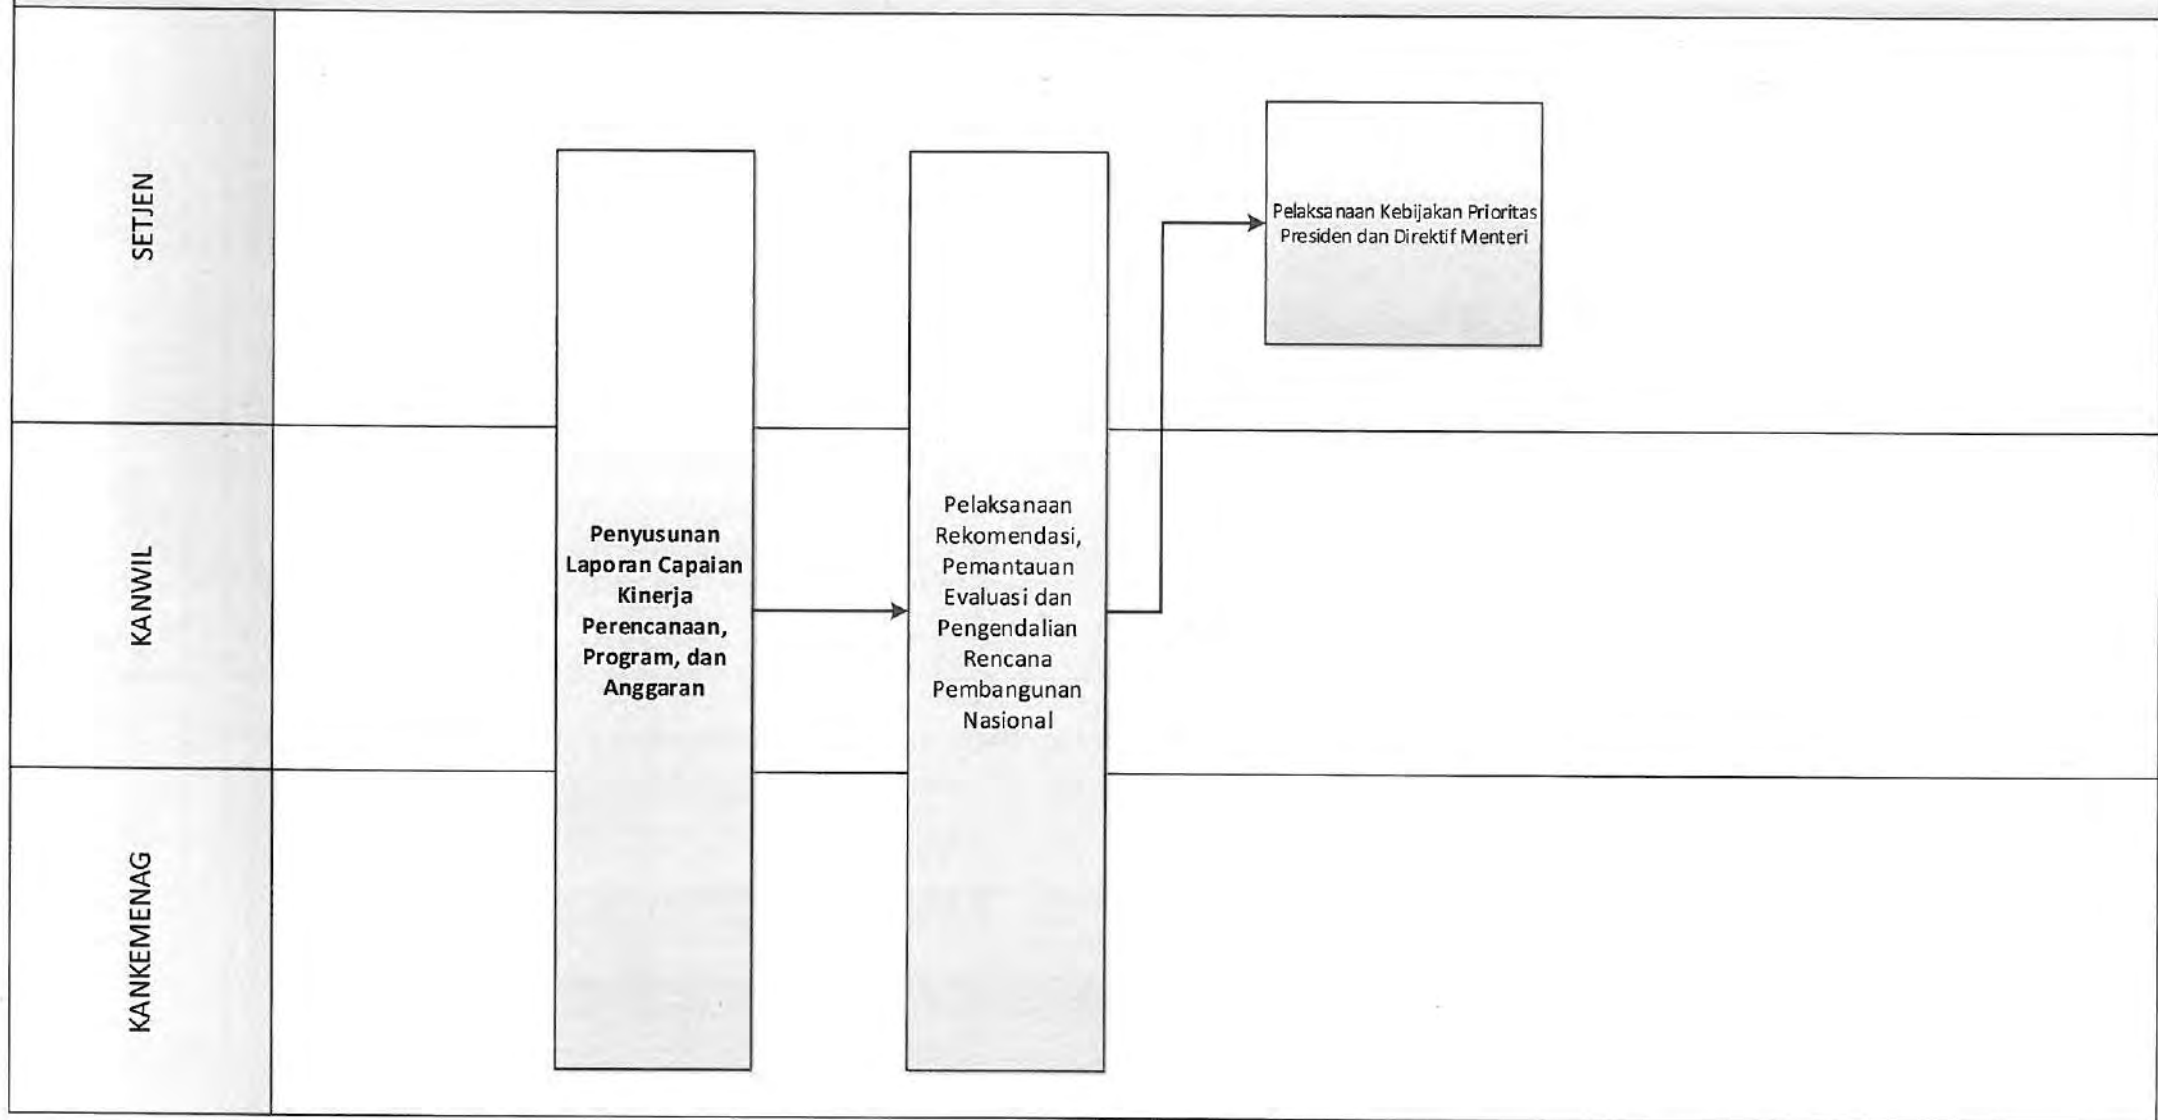 SETJEN
Pelaksanaan Kebijakan Prioritas
Presiden dan Direktif Menteri
KANWIL
Penyusunan
Laporan Capaian
Kinerja
Perencanaan,
Program, dan
Anggaran
Pelaksanaan
Rekomendasi,
Pemantauan
Evaluasi dan
Pengendalian
Rencana
Pembangunan
Nasional
KANKEMENAG